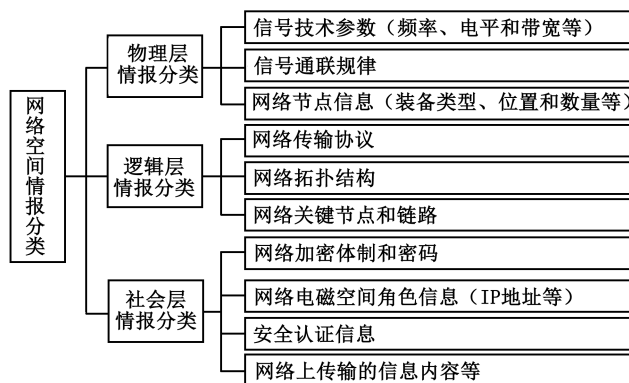 网络空间情报分类
物理层
情报分类
信号技术参数（频率、电平和带宽等）
信号通联规律
网络节点信息（装备类型、位置和数量等）
逻辑层
情报分类
网络传输协议
网络拓扑结构
网络关键节点和链路
社会层
情报分类
网络加密体制和密码
网络电磁空间角色信息（IP地址等）
安全认证信息
网络上传输的信息内容等